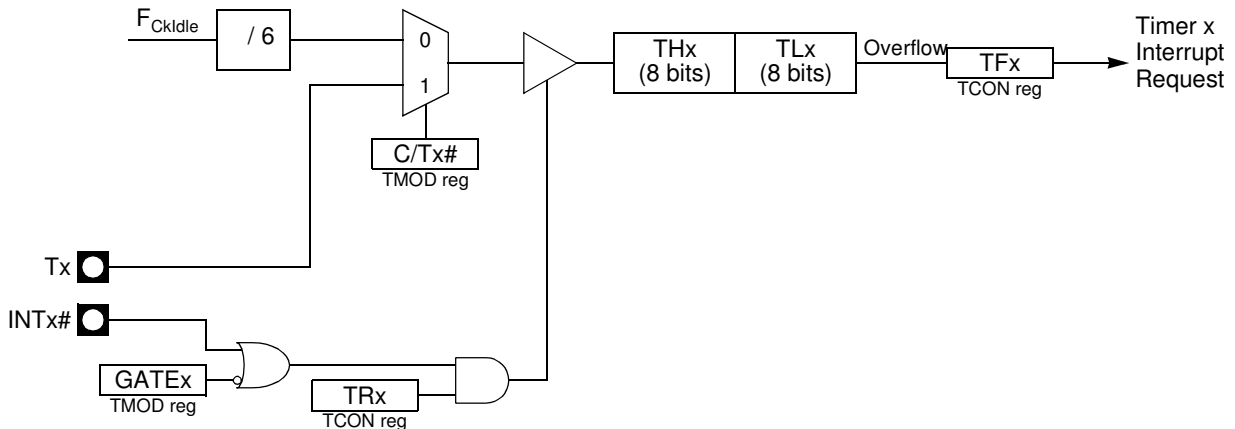 FCkIdle
/ 6
0
1
C/Tx#
TMOD reg
THx
(8 bits)
TLx
(8 bits)
Overflow
TFx
TCON reg
Timer x
Interrupt
Request
Tx
INTx#
GATEx
TMOD reg
TRx
TCON reg